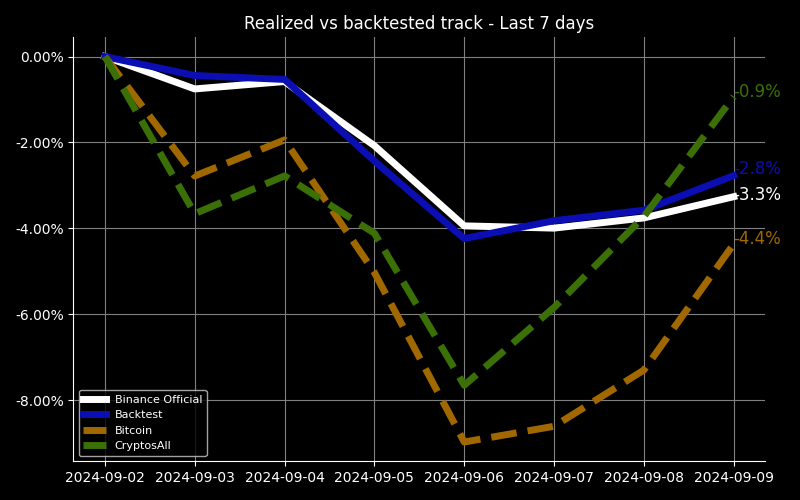 Realized vs backtested track - Last 7 days
0.00%
-2.00%
-4.00%
-6.00%
-8.00%
-0.9%
-2.8%
-3.3%
-4.4%
Binance Official
Backtest
Bitcoin
CryptosAll
2024-09-02 2024-09-03 2024-09-04 2024-09-05 2024-09-06 2024-09-07 2024-09-08 2024-09-09